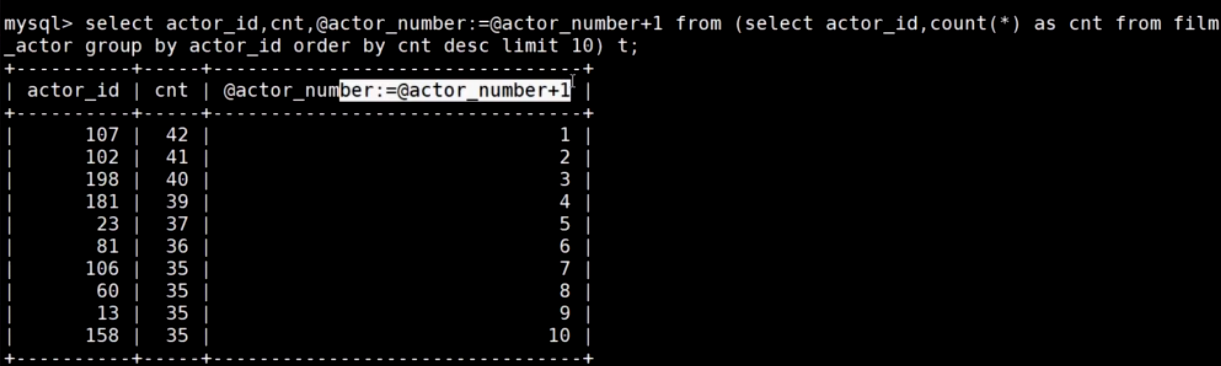 mysql> select actor_id,cnt,@actor_number:=@actor_number+1 from (select actor_id,count(*) as cnt from film
_actor group by actor_id order by cnt desc limit 10) t;
+----------+-----+--------------------------------+
| actor_id | cnt | @actor_number:=@actor_number+1 |
+----------+-----+--------------------------------+
|      107 |  42 |                              1 |
|      102 |  41 |                              2 |
|      198 |  40 |                              3 |
|      181 |  39 |                              4 |
|       23 |  37 |                              5 |
|       81 |  36 |                              6 |
|      106 |  35 |                              7 |
|       60 |  35 |                              8 |
|       13 |  35 |                              9 |
|      158 |  35 |                             10 |
+----------+-----+--------------------------------+